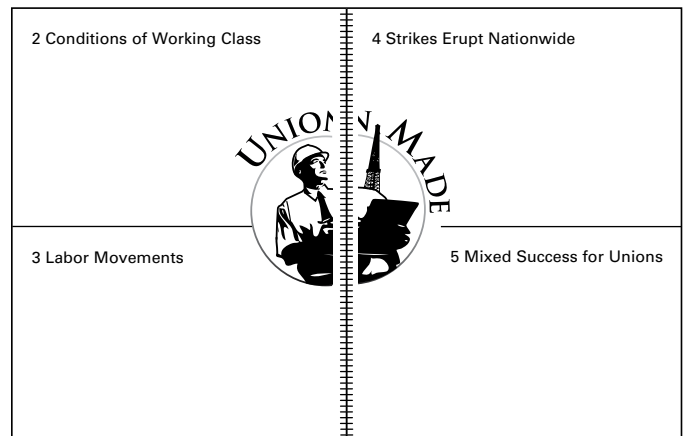 2 Conditions of Working Class
4 Strikes Erupt Nationwide
UNION MADE
3 Labor Movements
5 Mixed Success for Unions